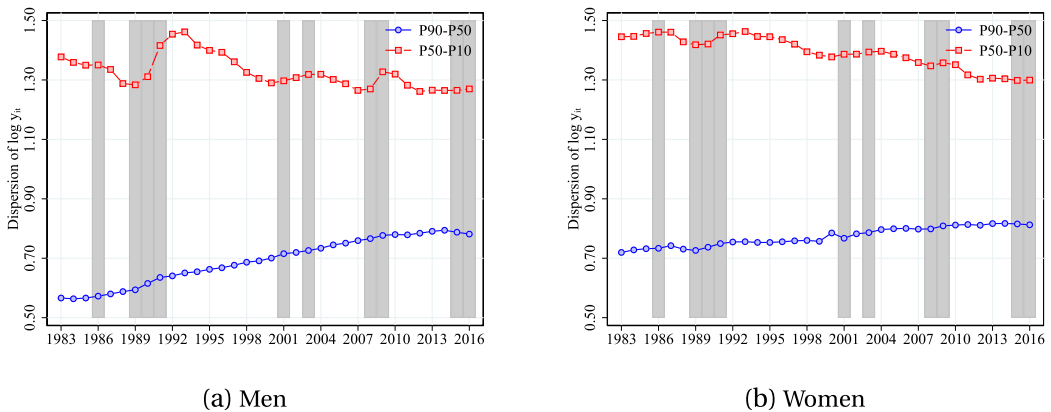 1.50
1.30
1.10
0.90
0.70
0.50
Dispersion of log yᵢₜ
P90-P50
P50-P10
1983 1986 1989 1992 1995 1998 2001 2004 2007 2010 2013 2016
(a) Men
1.50
1.30
1.10
0.90
0.70
0.50
Dispersion of log yᵢₜ
P90-P50
P50-P10
1983 1986 1989 1992 1995 1998 2001 2004 2007 2010 2013 2016
(b) Women